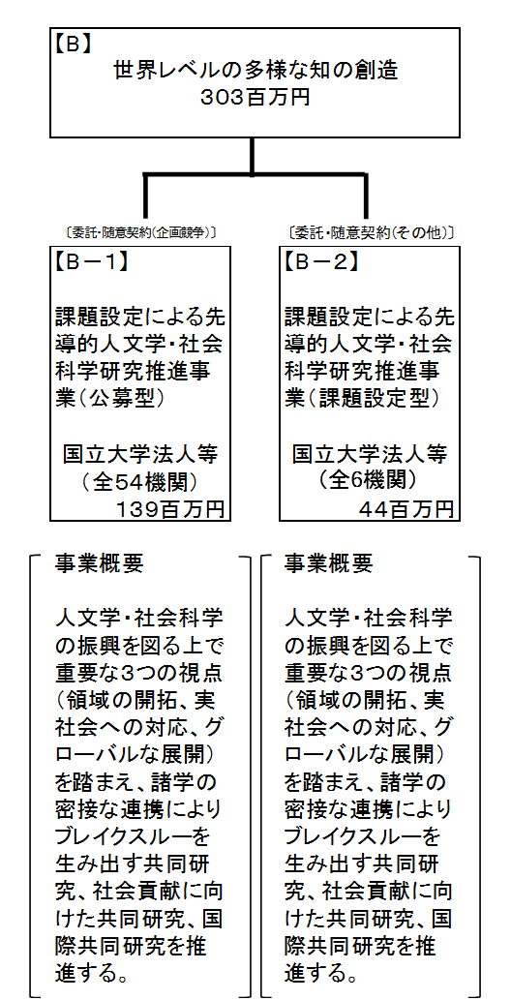 【B】
世界レベルの多様な知の創造
303百万円
〔委託・随意契約(企画競争)〕
【B－1】
課題設定による先
導的人文学・社会
科学研究推進事
業（公募型）
国立大学法人等
（全54機関）
139百万円
事業概要
人文学・社会科学
の振興を図る上で
重要な3つの視点
（領域の開拓、実
社会への対応、グ
ローバルな展開）
を踏まえ、諸学の
密接な連携により
ブレイクスルーを
生み出す共同研
究、社会貢献に向
けた共同研究、国
際共同研究を推
進する。
〔委託・随意契約(その他)〕
【B－2】
課題設定による先
導的人文学・社会
科学研究推進事
業（課題設定型）
国立大学法人等
（全6機関）
44百万円
事業概要
人文学・社会科学
の振興を図る上で
重要な3つの視点
（領域の開拓、実
社会への対応、グ
ローバルな展開）
を踏まえ、諸学の
密接な連携により
ブレイクスルーを
生み出す共同研
究、社会貢献に向
けた共同研究、国
際共同研究を推
進する。